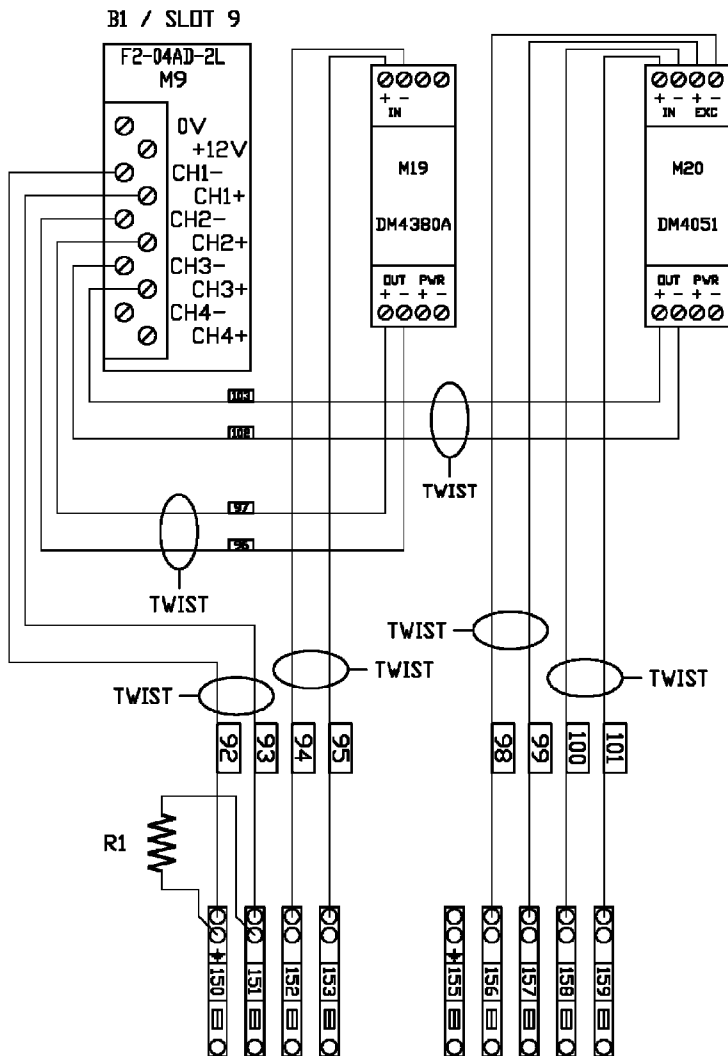 B1 / SLOT 9
F2-04AD-2L
M9
0V
+12V
CH1-
CH1+
CH2-
CH2+
CH3-
CH3+
CH4-
CH4+
+ -
IN
M19
DM4380A
OUT PWR
+ - + -
+ - + -
IN EXC
M20
DM4051
OUT PWR
+ - + -
103
102
TWIST
97
96
TWIST
TWIST
TWIST
TWIST
TWIST
92
93
94
95
98
99
100
101
R1
150
151
152
153
155
156
157
158
159